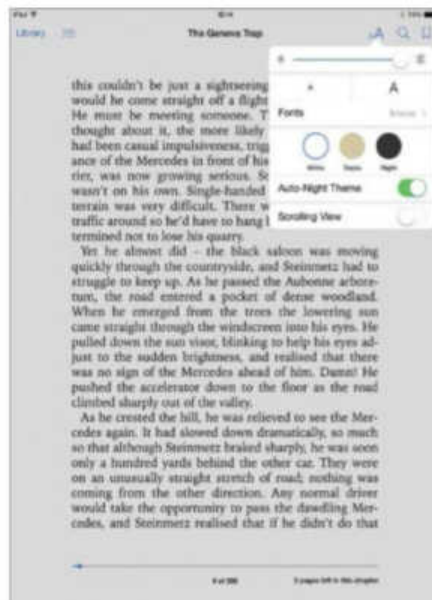 iPad
Library
The Geneva Trap
AA
A
A
Fonts
White
Sepia
Night
Auto-Night Theme
Scrolling View
this couldn't be just a sightseeing
would he come straight off a flight
He must be meeting someone. T
thought about it, the more likely
had been casual impulsiveness, trig
ance of the Mercedes in front of his
rier, was now growing serious. So
wasn't on his own. Single-handed
terrain was very difficult. There w
traffic around so he'd have to hang
termined not to lose his quarry.
Yet he almost did – the black saloon was moving
quickly through the countryside, and Steinmetz had to
struggle to keep up. As he passed the Aubonne arbore-
tum, the road entered a pocket of dense woodland.
When he emerged from the trees the lowering sun
came straight through the windscreen into his eyes. He
pulled down the sun visor, blinking to help his eyes ad-
just to the sudden brightness, and realised that there
was no sign of the Mercedes ahead of him. Damn! He
pushed the accelerator down to the floor as the road
climbed sharply out of the valley.
As he crested the hill, he was relieved to see the Mer-
cedes again. It had slowed down dramatically, so much
so that although Steinmetz braked sharply, he was soon
only a hundred yards behind the other car. They were
on an unusually straight stretch of road; nothing was
coming from the other direction. Any normal driver
would take the opportunity to pass the dawdling Mer-
cedes, and Steinmetz realised that if he didn't do that
2 pages left in this chapter